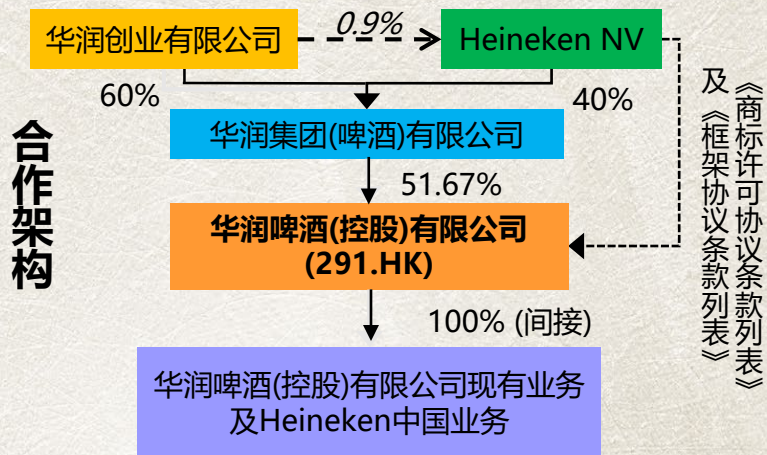 合作架构
华润创业有限公司
0.9%
Heineken NV
60%
40%
华润集团(啤酒)有限公司
51.67%
华润啤酒(控股)有限公司
(291.HK)
100% (间接)
华润啤酒(控股)有限公司现有业务
及Heineken中国业务
《商标许可协议条款列表》
及《框架协议条款列表》